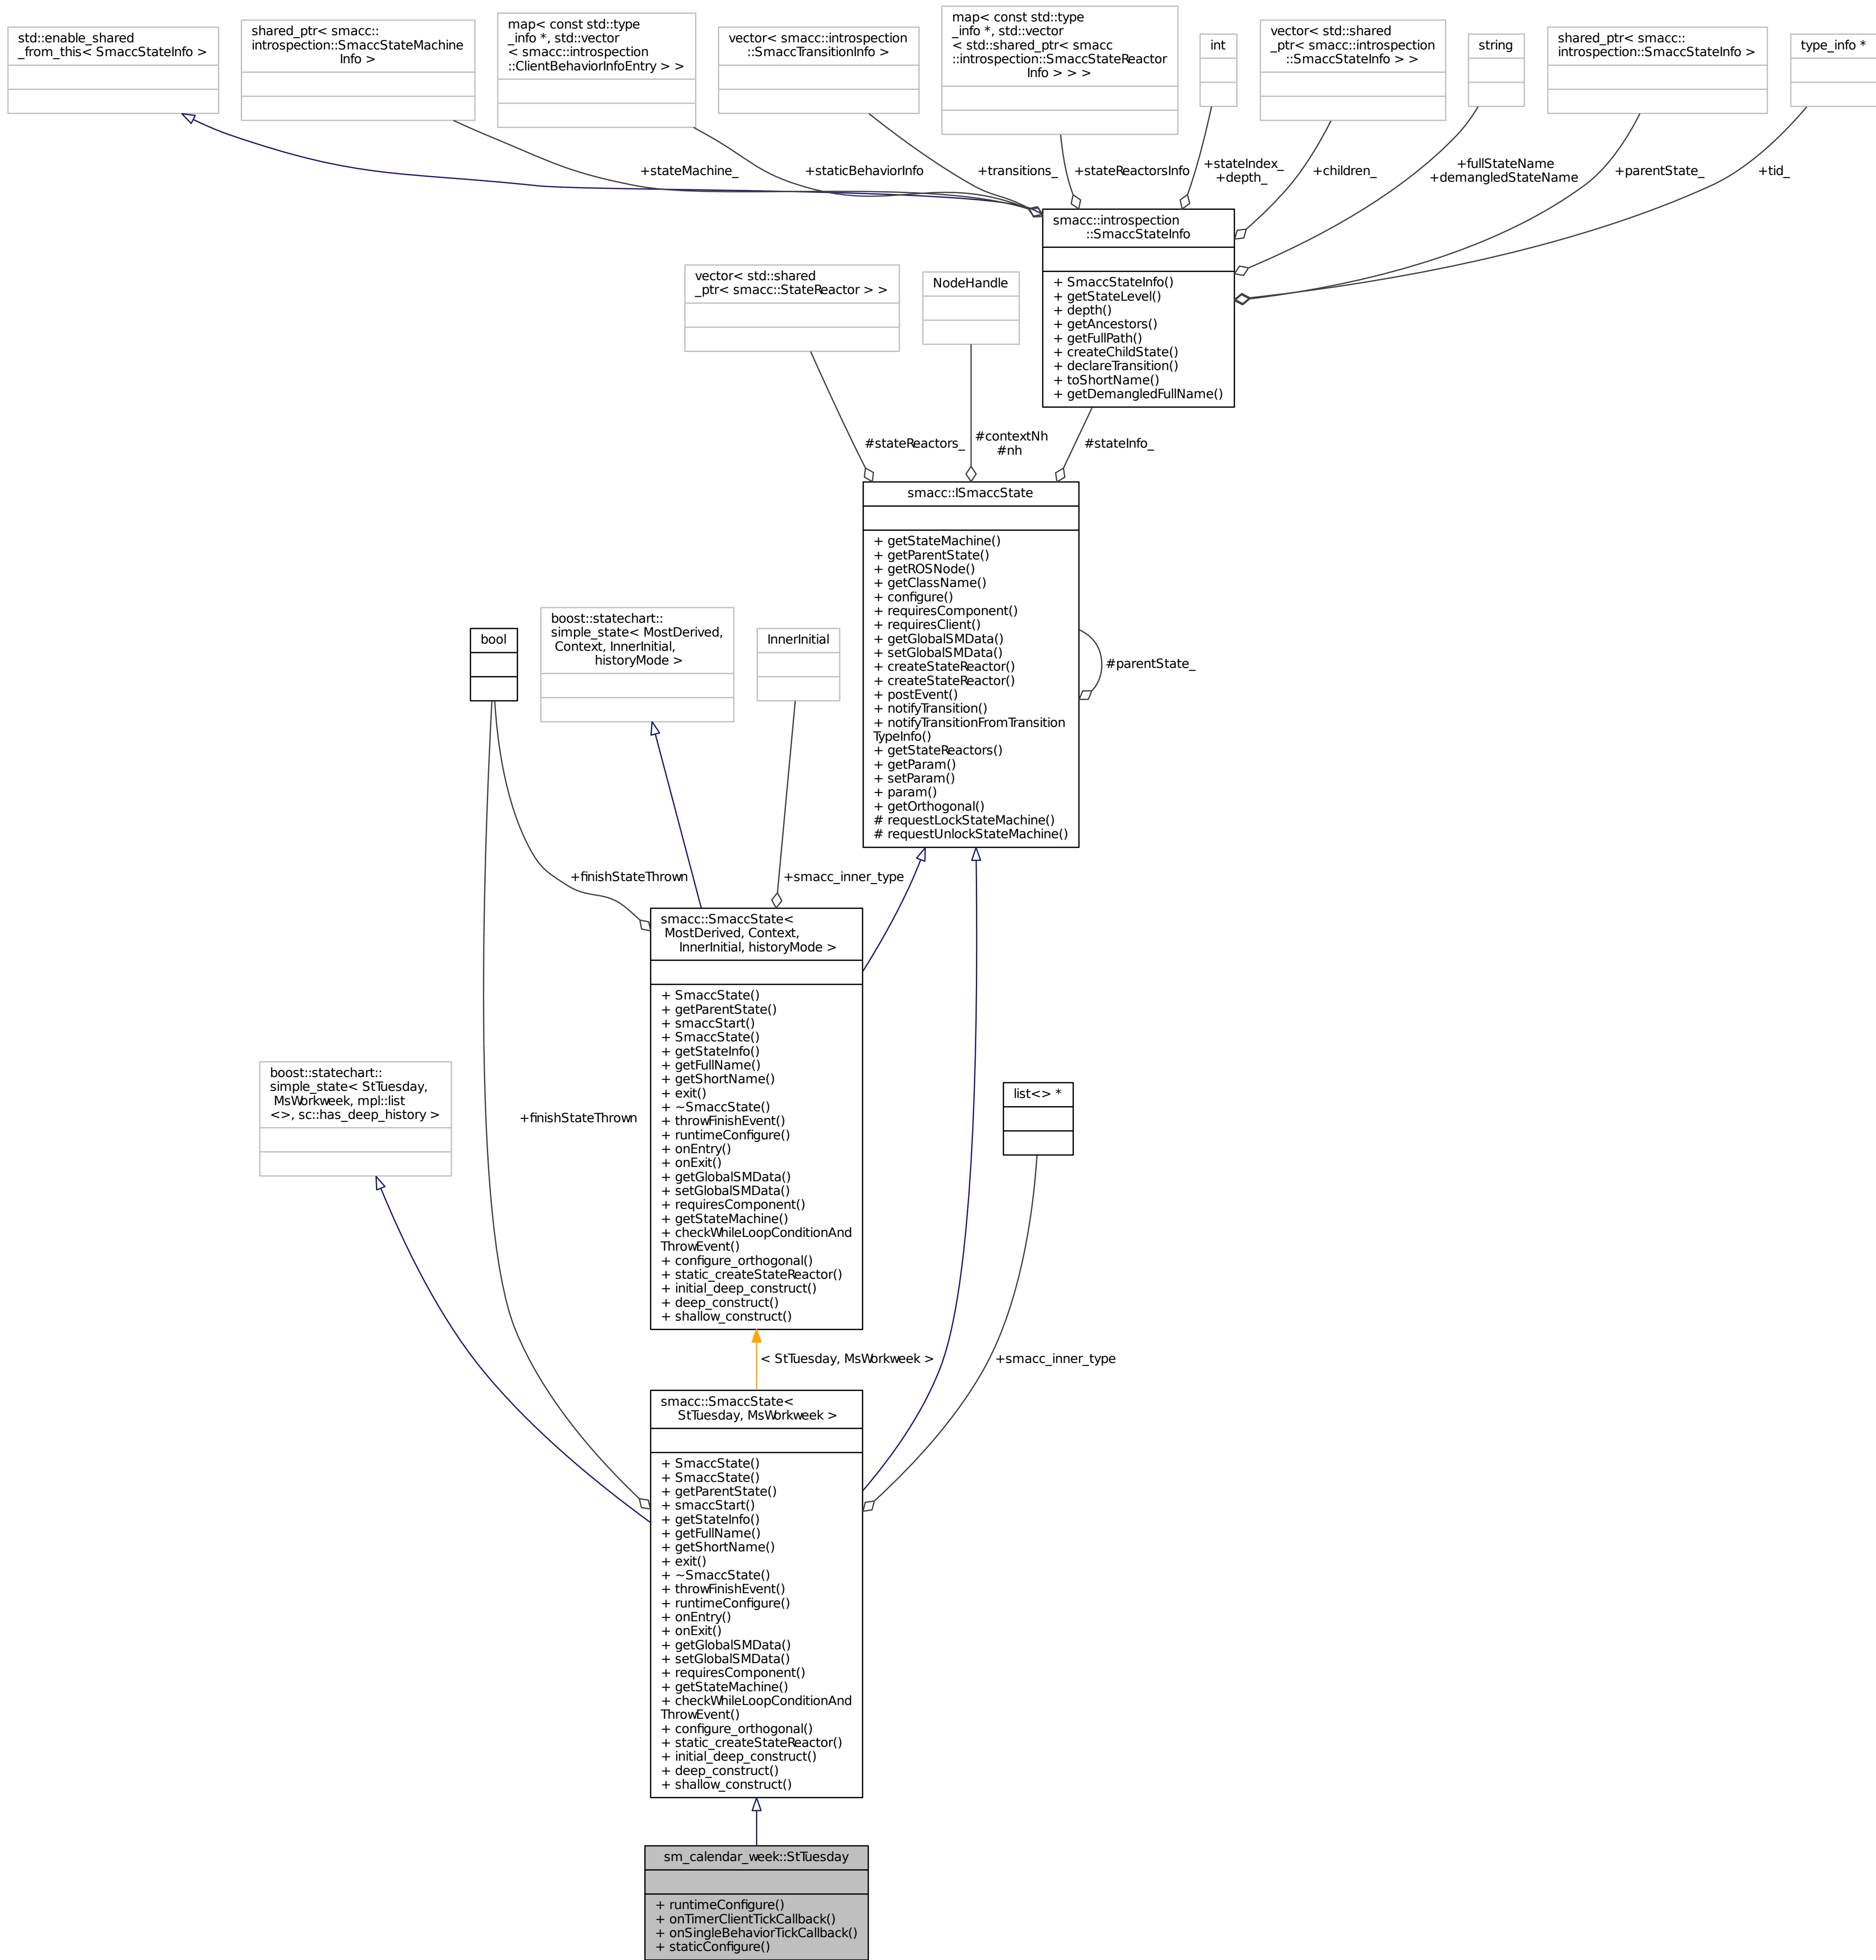 std::enable_shared
_from_this< SmaccStateInfo >
shared_ptr< smacc::
introspection::SmaccStateMachine
Info >
map< const std::type
_info *, std::vector
< smacc::introspection
::ClientBehaviorInfoEntry > >
vector< smacc::introspection
::SmaccTransitionInfo >
map< const std::type
_info *, std::vector
< std::shared_ptr< smacc
::introspection::SmaccStateReactor
Info > > >
int
vector< std::shared
_ptr< smacc::introspection
::SmaccStateInfo > >
string
shared_ptr< smacc::
introspection::SmaccStateInfo >
type_info *
+stateMachine_
+staticBehaviorInfo
+transitions_
+stateReactorsInfo
+stateIndex_
+depth_
+children_
+fullStateName
+demangledStateName
+parentState_
+tid_
smacc::introspection
::SmaccStateInfo
+ SmaccStateInfo()
+ getStateLevel()
+ depth()
+ getAncestors()
+ getFullPath()
+ createChildState()
+ declareTransition()
+ toShortName()
+ getDemangledFullName()
vector< std::shared
_ptr< smacc::StateReactor > >
NodeHandle
#stateReactors_
#contextNh
#nh
#stateInfo_
smacc::ISmaccState
+ getStateMachine()
+ getParentState()
+ getROSNode()
+ getClassName()
+ configure()
+ requiresComponent()
+ requiresClient()
+ getGlobalSMData()
+ setGlobalSMData()
+ createStateReactor()
+ createStateReactor()
+ postEvent()
+ notifyTransition()
+ notifyTransitionFromTransition
TypeInfo()
+ getStateReactors()
+ getParam()
+ setParam()
+ param()
+ getOrthogonal()
# requestLockStateMachine()
# requestUnlockStateMachine()
#parentState_
bool
boost::statechart::
simple_state< MostDerived,
Context, InnerInitial,
historyMode >
InnerInitial
+finishStateThrown
+smacc_inner_type
smacc::SmaccState<
MostDerived, Context,
InnerInitial, historyMode >
+ SmaccState()
+ getParentState()
+ smaccStart()
+ SmaccState()
+ getStateInfo()
+ getFullName()
+ getShortName()
+ exit()
+ ~SmaccState()
+ throwFinishEvent()
+ runtimeConfigure()
+ onEntry()
+ onExit()
+ getGlobalSMData()
+ setGlobalSMData()
+ requiresComponent()
+ getStateMachine()
+ checkWhileLoopConditionAnd
ThrowEvent()
+ configure_orthogonal()
+ static_createStateReactor()
+ initial_deep_construct()
+ deep_construct()
+ shallow_construct()
boost::statechart::
simple_state< StTuesday,
MsWorkweek, mpl::list
<>, sc::has_deep_history >
+finishStateThrown
list<> *
< StTuesday, MsWorkweek >
+smacc_inner_type
smacc::SmaccState<
StTuesday, MsWorkweek >
+ SmaccState()
+ SmaccState()
+ getParentState()
+ smaccStart()
+ getStateInfo()
+ getFullName()
+ getShortName()
+ exit()
+ ~SmaccState()
+ throwFinishEvent()
+ runtimeConfigure()
+ onEntry()
+ onExit()
+ getGlobalSMData()
+ setGlobalSMData()
+ requiresComponent()
+ getStateMachine()
+ checkWhileLoopConditionAnd
ThrowEvent()
+ configure_orthogonal()
+ static_createStateReactor()
+ initial_deep_construct()
+ deep_construct()
+ shallow_construct()
sm_calendar_week::StTuesday
+ runtimeConfigure()
+ onTimerClientTickCallback()
+ onSingleBehaviorTickCallback()
+ staticConfigure()